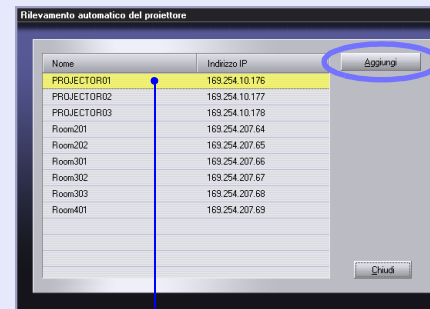 Rilevamento automatico del proiettore
Nome Indirizzo IP Aggiungi
PROJECTOR01 169.254.10.176
PROJECTOR02 169.254.10.177
PROJECTOR03 169.254.10.178
Room201 169.254.207.64
Room202 169.254.207.65
Room301 169.254.207.66
Room302 169.254.207.67
Room303 169.254.207.68
Room401 169.254.207.69
Chiudi